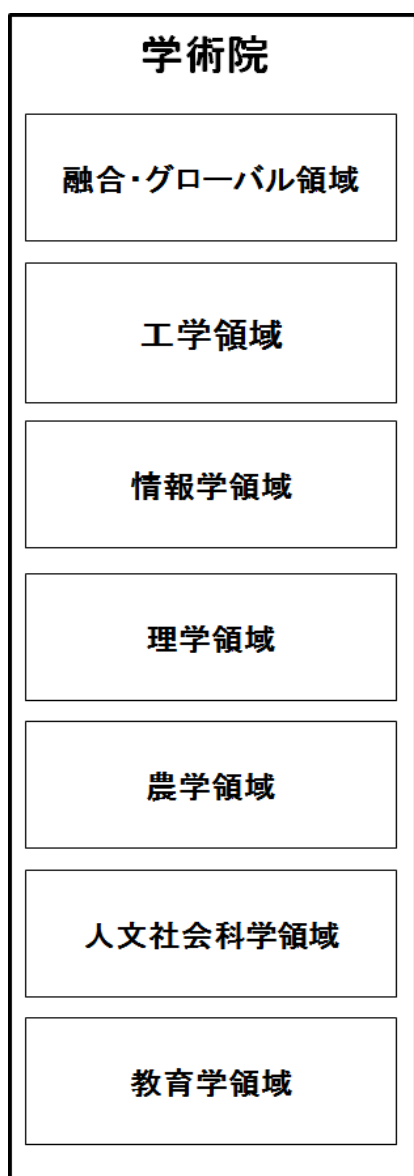 学術院
融合・グローバル領域
工学領域
情報学領域
理学領域
農学領域
人文社会科学領域
教育学領域